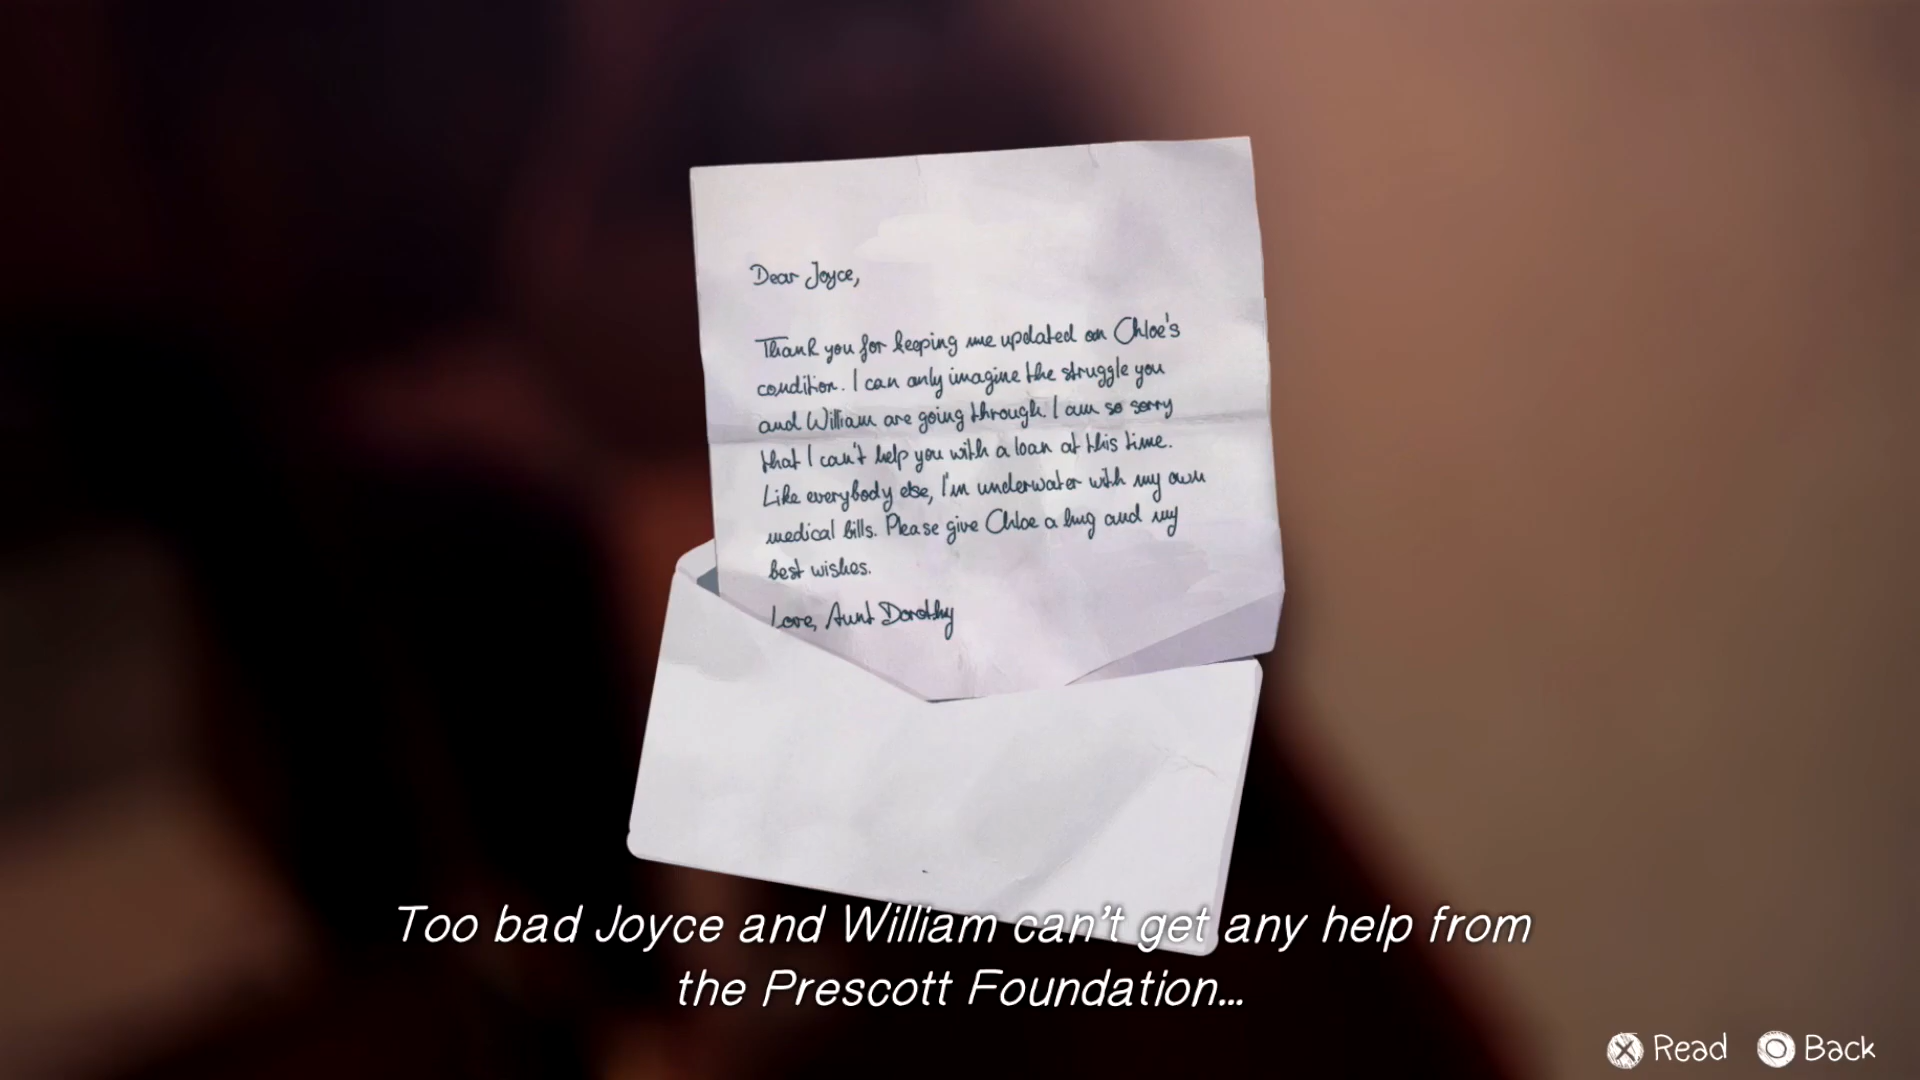 Dear Joyce,
Thank you for keeping me updated on Chloe's
condition. I can only imagine the struggle you
and William are going through. I am so sorry
that I can't help you with a loan at this time.
Like everybody else, I'm underwater with my own
medical bills. Please give Chloe a hug and my
best wishes.
Love, Aunt Dorothy
Too bad Joyce and William can't get any help from
the Prescott Foundation...
Read Back